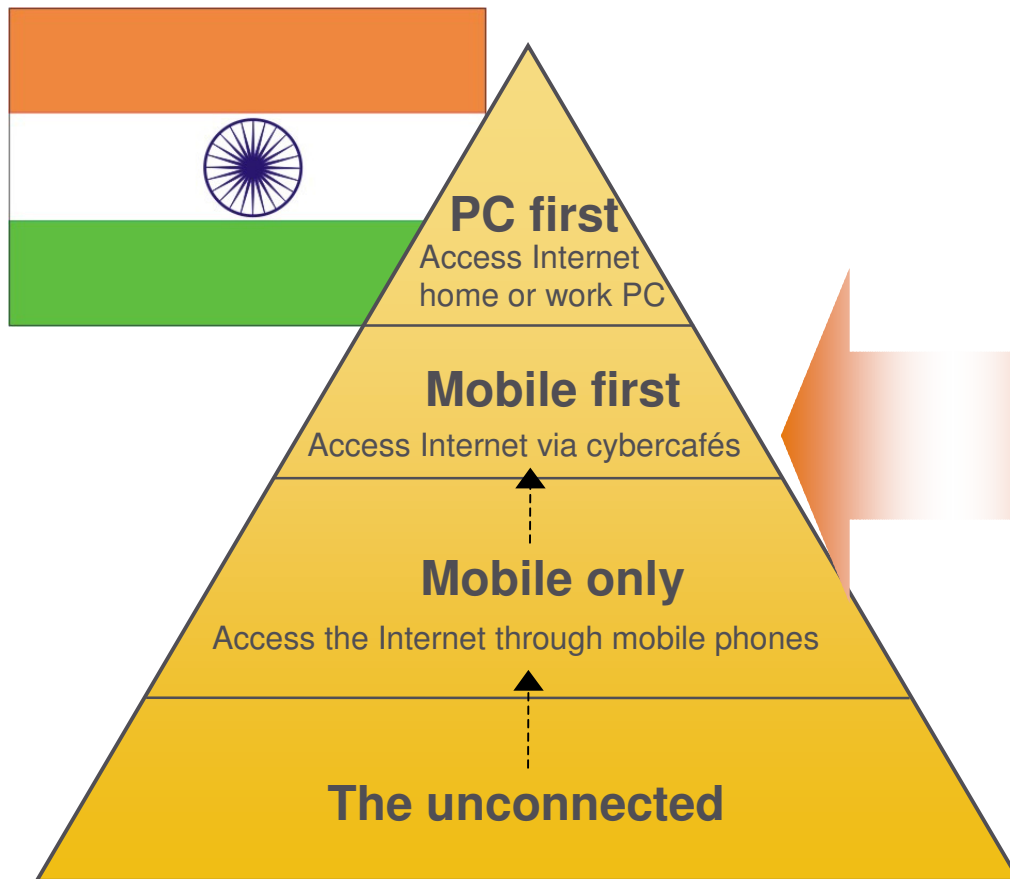 PC first
Access Internet
home or work PC
Mobile first
Access Internet via cybercafés
Mobile only
Access the Internet through mobile phones
The unconnected